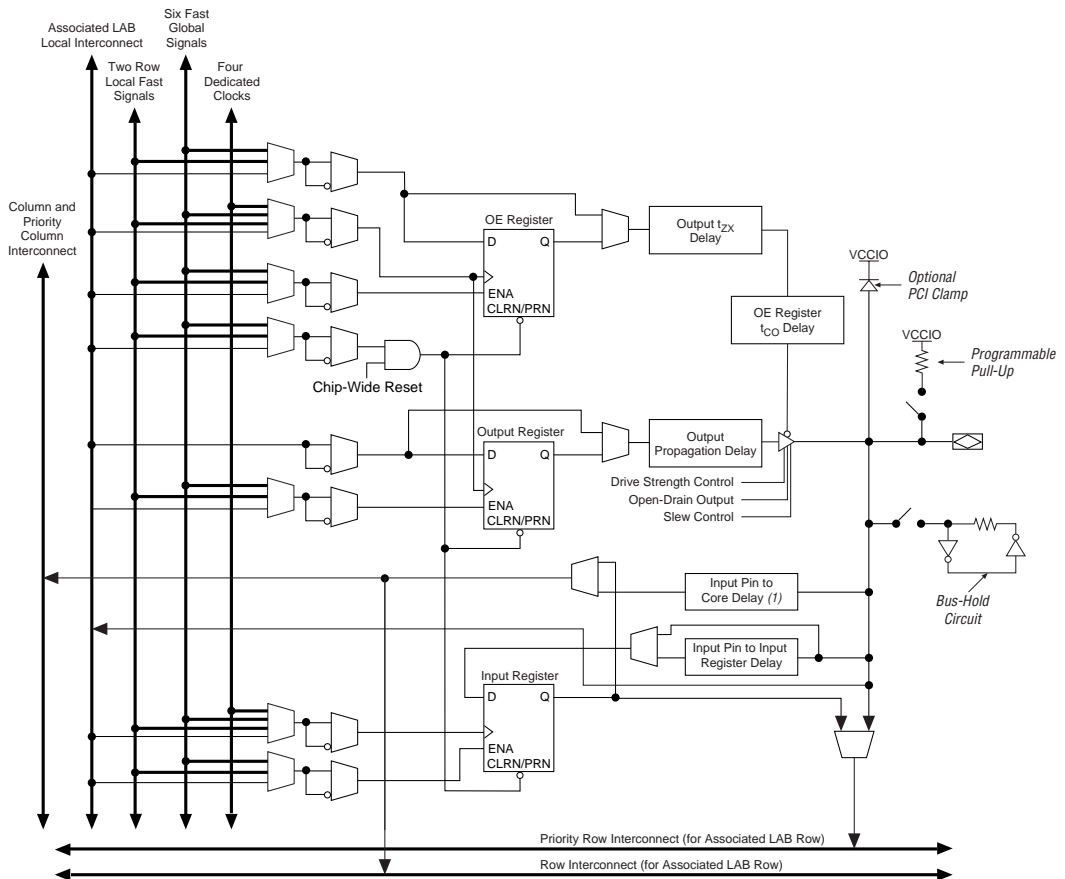 Six Fast
Global
Signals
Associated LAB
Local Interconnect
Two Row
Local Fast
Signals
Four
Dedicated
Clocks
Column and
Priority
Column
Interconnect
OE Register
D Q
ENA
CLRN/PRN
Output tZX
Delay
VCCIO
Optional
PCI Clamp
OE Register
tCO Delay
VCCIO
Programmable
Pull-Up
Chip-Wide Reset
Output Register
D Q
ENA
CLRN/PRN
Output
Propagation Delay
Drive Strength Control
Open-Drain Output
Slew Control
Input Pin to
Core Delay (1)
Bus-Hold
Circuit
Input Pin to Input
Register Delay
Input Register
D Q
ENA
CLRN/PRN
Priority Row Interconnect (for Associated LAB Row)
Row Interconnect (for Associated LAB Row)